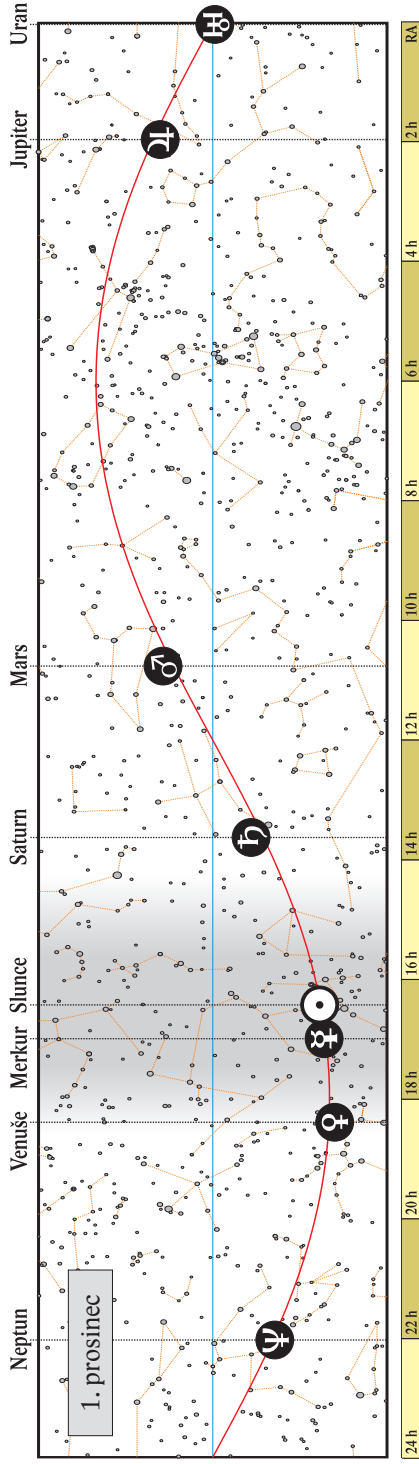 Neptun Venuše Merkur Slunce Saturn Mars Jupiter Uran
1. prosinec
24 h 22 h 20 h 18 h 16 h 14 h 12 h 10 h 8 h 6 h 4 h 2 h RA